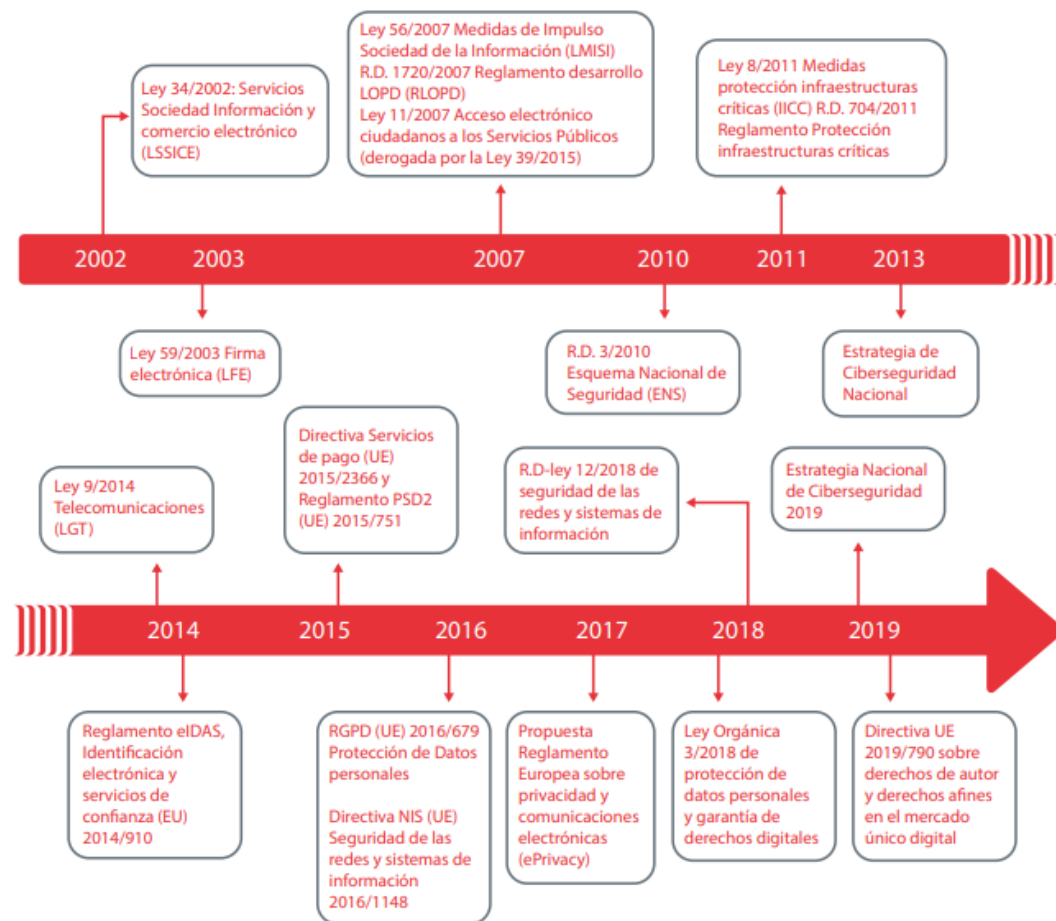 Ley 34/2002: Servicios
Sociedad Información y
comercio electrónico
(LSSICE)
Ley 56/2007 Medidas de Impulso
Sociedad de la Información (LMISI)
R.D. 1720/2007 Reglamento desarrollo
LOPD (RLOPD)
Ley 11/2007 Acceso electrónico
ciudadanos a los Servicios Públicos
(derogada por la Ley 39/2015)
Ley 8/2011 Medidas
protección infraestructuras
críticas (IICC) R.D. 704/2011
Reglamento Protección
infraestructuras críticas
2002 2003 2007 2010 2011 2013
Ley 59/2003 Firma
electrónica (LFE)
R.D. 3/2010
Esquema Nacional de
Seguridad (ENS)
Estrategia de
Ciberseguridad
Nacional
Ley 9/2014
Telecomunicaciones
(LGT)
Directiva Servicios
de pago (UE)
2015/2366 y
Reglamento PSD2
(UE) 2015/751
R.D-ley 12/2018 de
seguridad de las
redes y sistemas de
información
Estrategia Nacional
de Ciberseguridad
2019
2014 2015 2016 2017 2018 2019
Reglamento eIDAS,
Identificación
electrónica y
servicios de
confianza (EU)
2014/910
RGPD (UE) 2016/679
Protección de Datos
personales
Directiva NIS (UE)
Seguridad de las
redes y sistemas de
información
2016/1148
Propuesta
Reglamento
Europea sobre
privacidad y
comunicaciones
electrónicas
(ePrivacy)
Ley Orgánica
3/2018 de
protección de
datos personales
y garantía de
derechos digitales
Directiva UE
2019/790 sobre
derechos de autor
y derechos afines
en el mercado
único digital